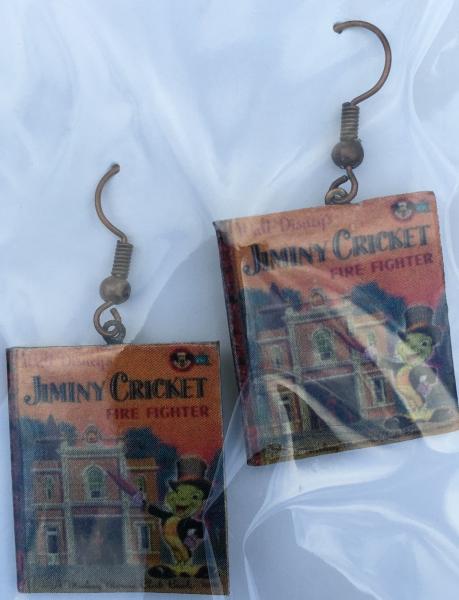 Walt Disney's
JIMINY CRICKET
FIRE FIGHTER
Walt Disney's
JIMINY CRICKET
FIRE FIGHTER